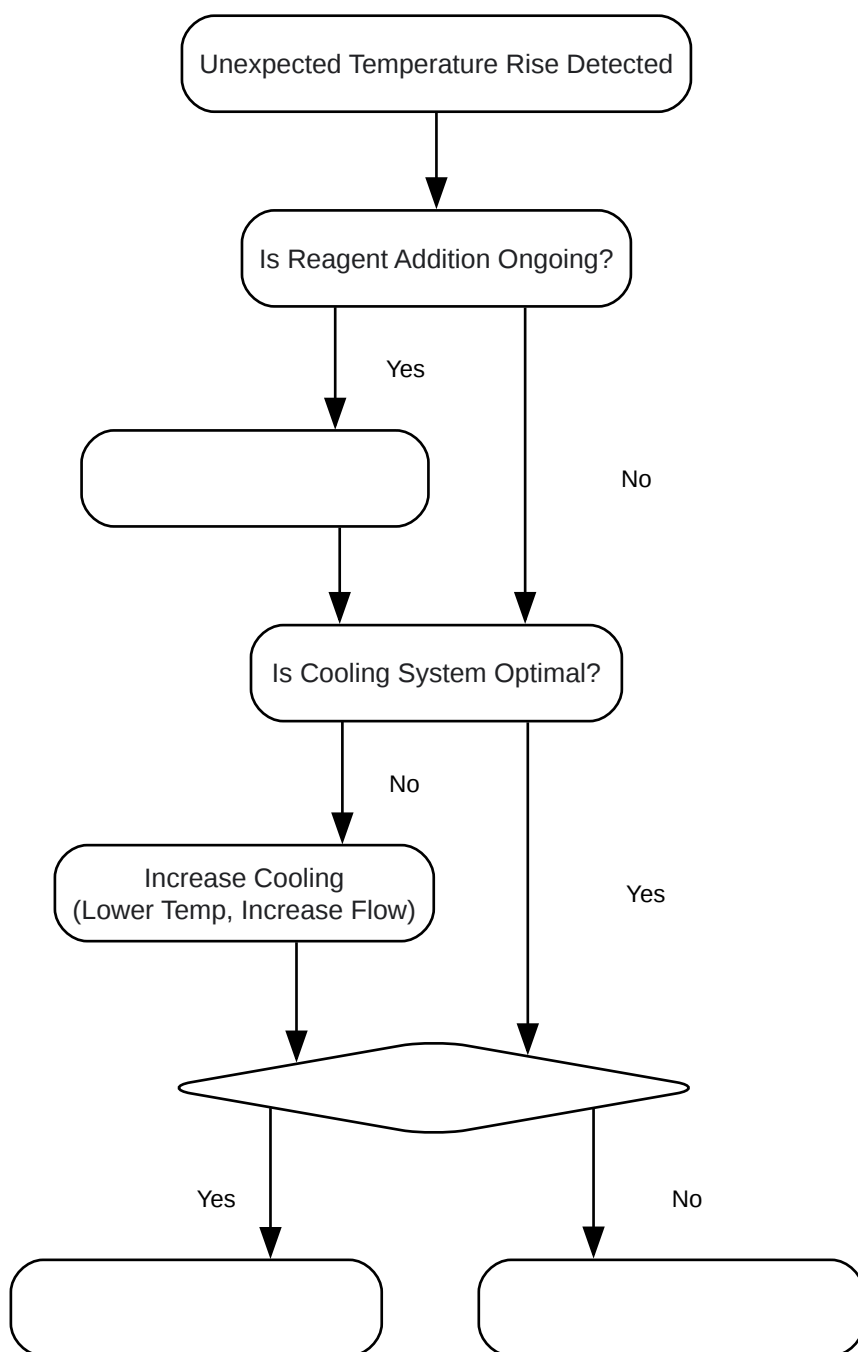 Unexpected Temperature Rise Detected
Is Reagent Addition Ongoing?
Yes
No
Is Cooling System Optimal?
No
Increase Cooling
(Lower Temp, Increase Flow)
Yes
Yes
No